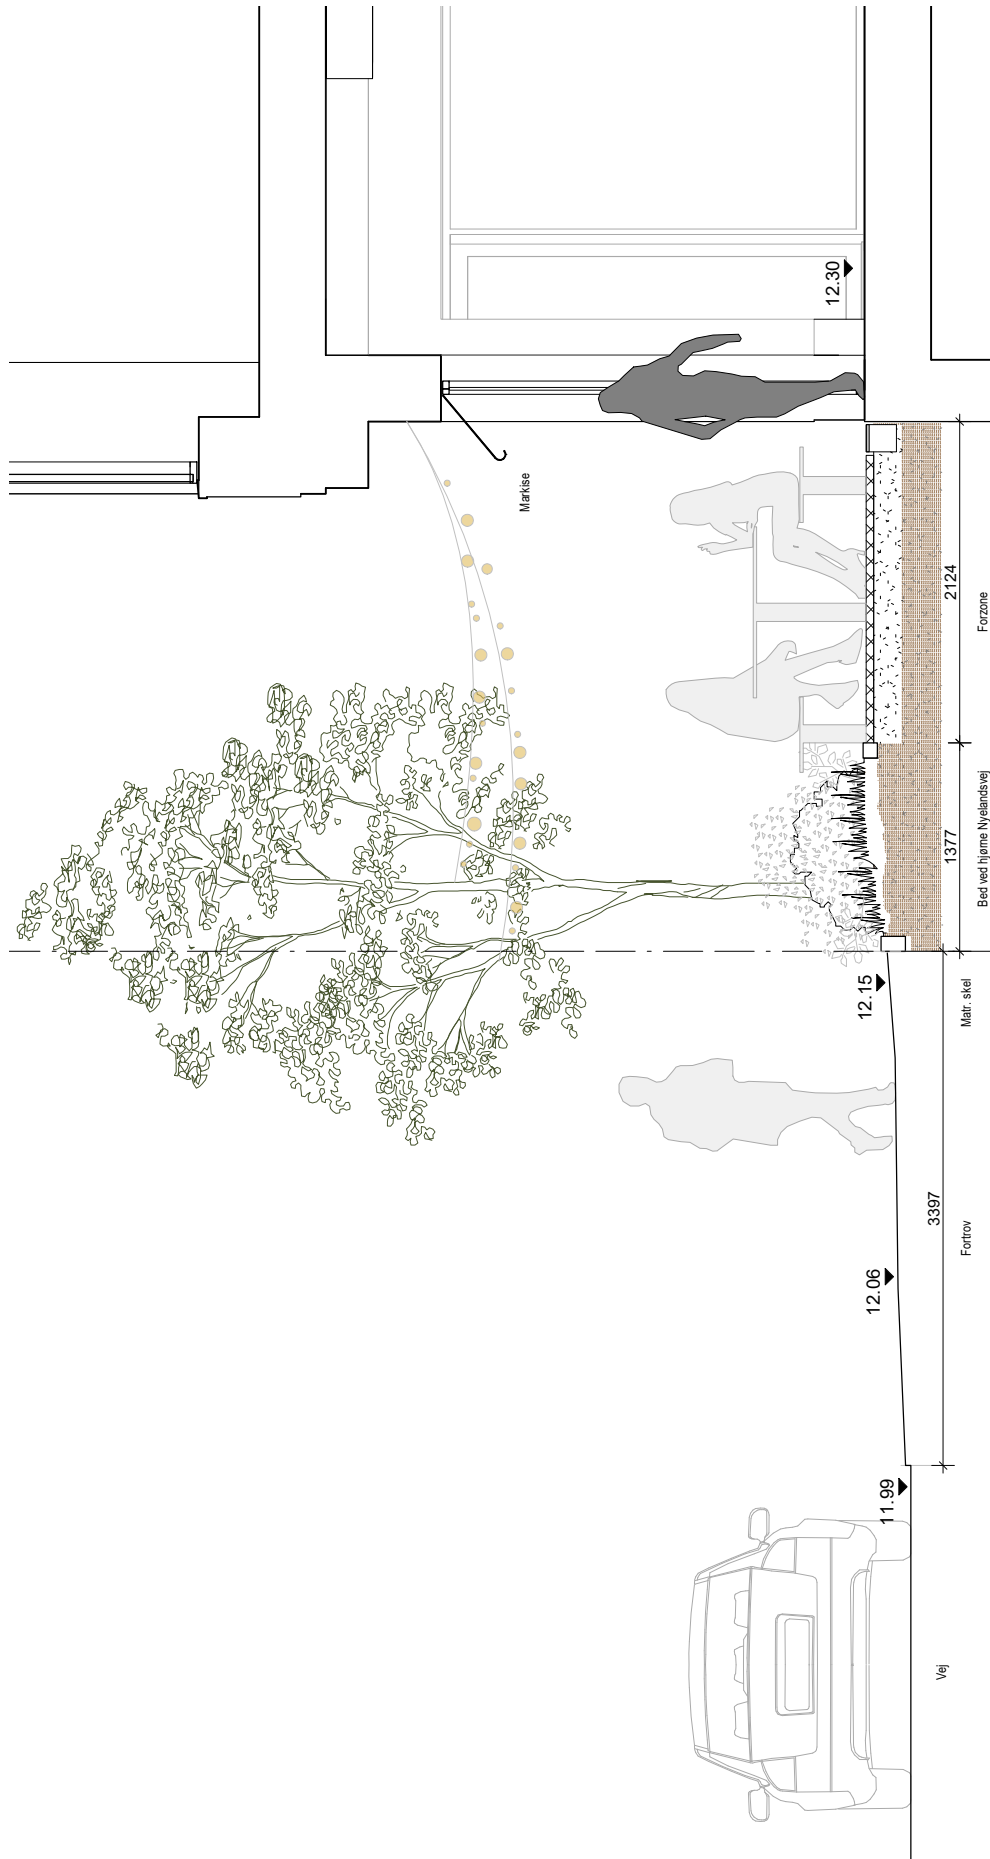 Vej
11.99
12.06
3397
Fortrov
12.15
Matr. skel
1377
Bed ved hjørne Nyelandsvej
2124
Forzone
Markise
12.30